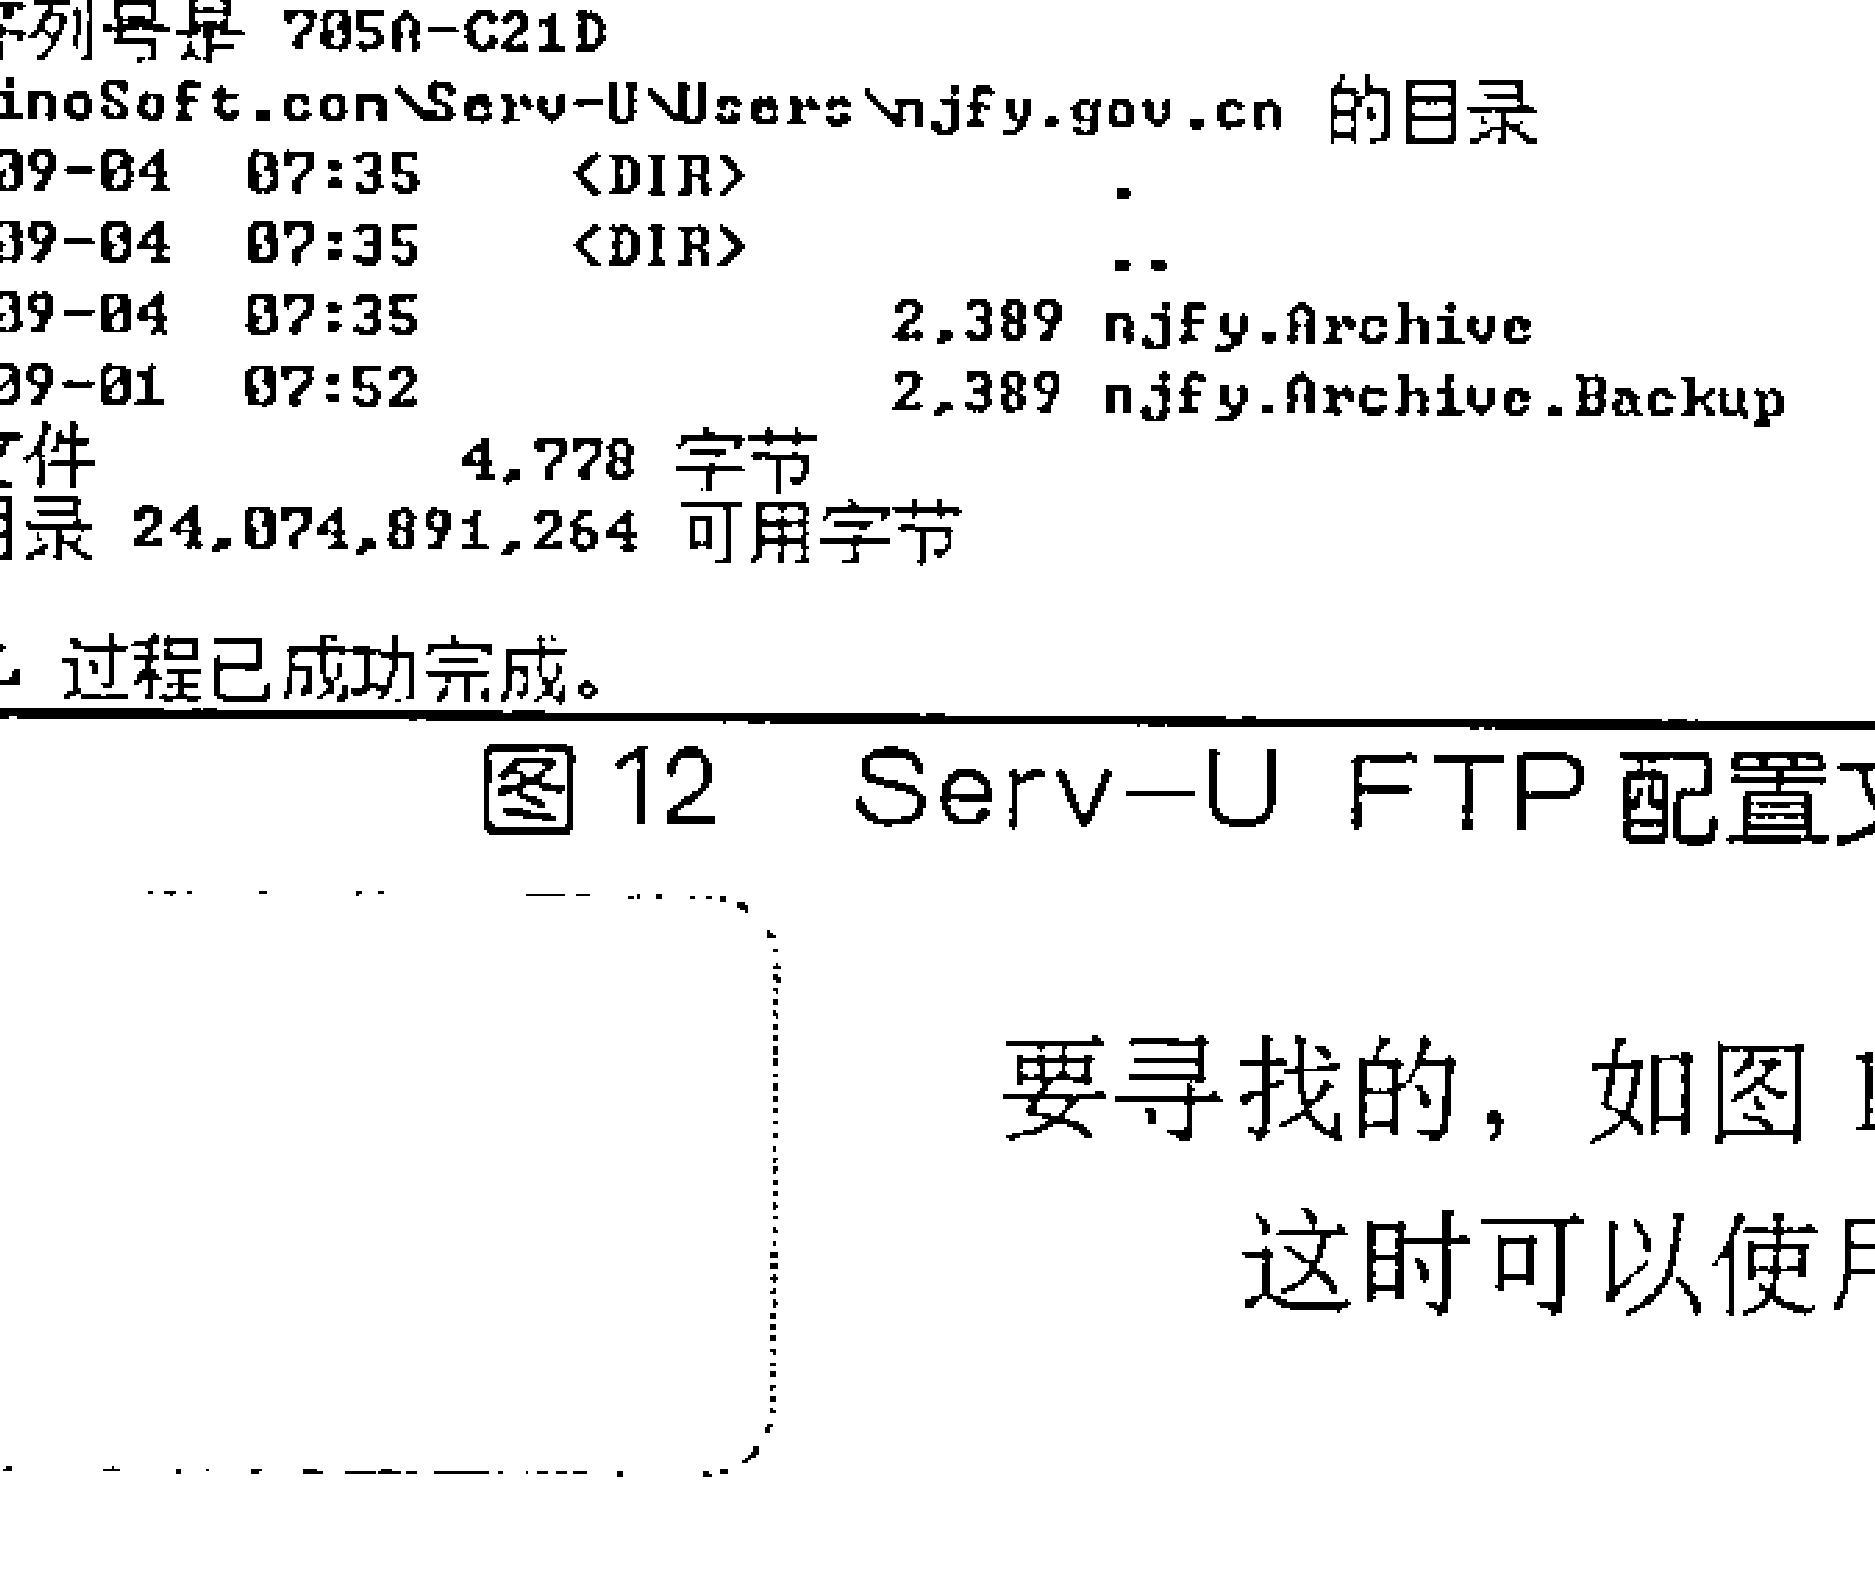 序列号是 705A-C21D
inoSoft.com\Serv-U\Users\njfy.gov.cn 的目录
09-04 07:35 <DIR> .
09-04 07:35 <DIR> ..
09-04 07:35 2,389 njfy.Archive
09-01 07:52 2,389 njfy.Archive.Backup
文件 4,778 字节
目录 24,074,891,264 可用字节
过程已成功完成。
图 12 Serv-U FTP 配置文
要寻找的，如图 1
这时可以使用